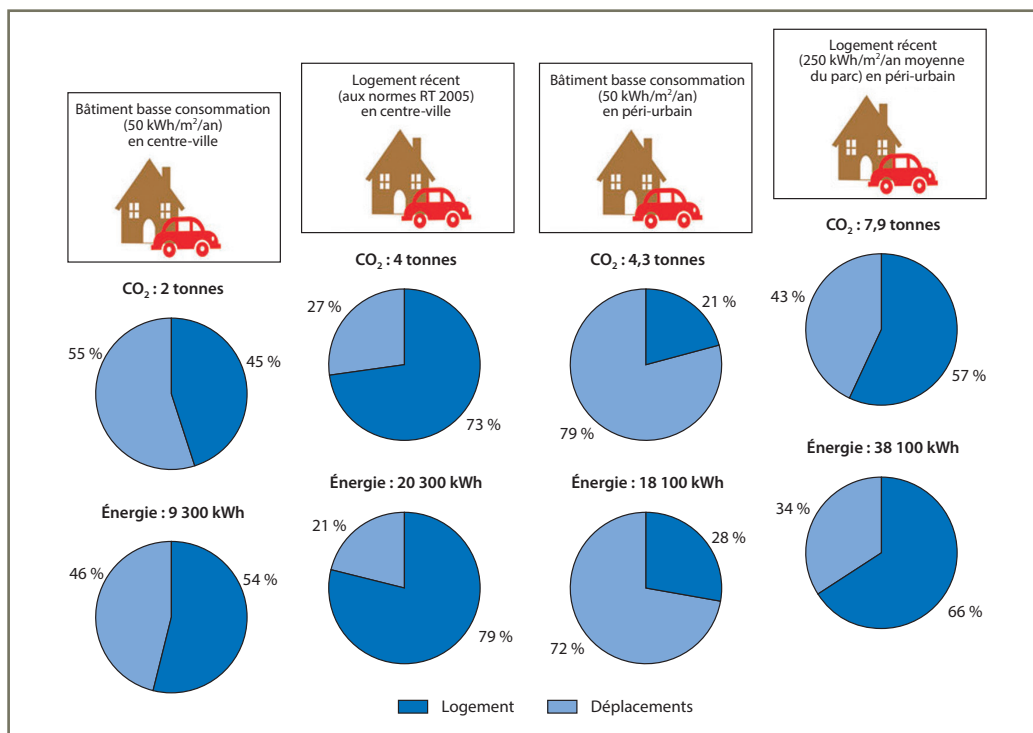 Bâtiment basse consommation
(50 kWh/m²/an)
en centre-ville
CO₂ : 2 tonnes
55 %
45 %
Énergie : 9 300 kWh
46 %
54 %
Logement récent
(aux normes RT 2005)
en centre-ville
CO₂ : 4 tonnes
27 %
73 %
Énergie : 20 300 kWh
21 %
79 %
Bâtiment basse consommation
(50 kWh/m²/an)
en péri-urbain
CO₂ : 4,3 tonnes
21 %
79 %
Énergie : 18 100 kWh
28 %
72 %
Logement récent
(250 kWh/m²/an moyenne
du parc) en péri-urbain
CO₂ : 7,9 tonnes
43 %
57 %
Énergie : 38 100 kWh
34 %
66 %
Logement
Déplacements